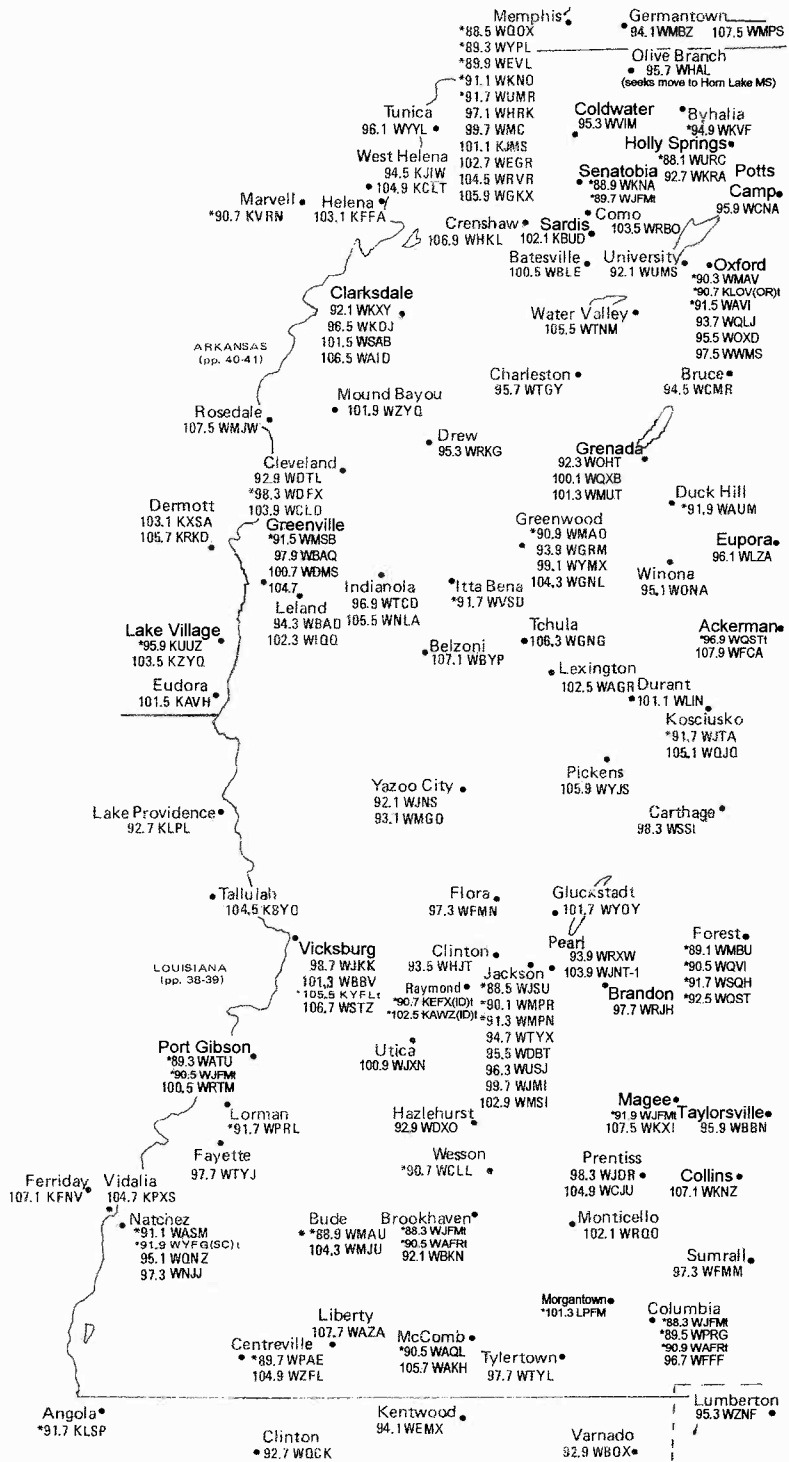 Memphis
*88.5 WQOX
*89.3 WYPL
*89.9 WEVL
*91.1 WKNO
*91.7 WUMR
97.1 WHRK
99.7 WMC
101.1 KJMS
102.7 WEGR
104.5 WRVR
105.9 WGKX
Germantown
94.1 WMBZ 107.5 WMPS
Olive Branch
95.7 WHAL
(seeks move to Horn Lake MS)
Tunica
96.1 WYYL
Coldwater
95.3 WVIM
Byhalia
*94.9 WKVF
Holly Springs
*88.1 WURC
92.7 WKRA
West Helena
94.5 KJIW
104.9 KCLT
Senatobia
*88.9 WKNA
*89.7 WJFMt
Potts
Camp
95.9 WCNA
Marvell
*90.7 KVRN
Helena
103.1 KFFA
Como
103.5 WRBO
Crenshaw
106.9 WHKL
Sardis
102.1 KBUD
Batesville
100.5 WBLE
University
92.1 WUMS
Oxford
*90.3 WMAV
*90.7 KLOV(OR)t
*91.5 WAVI
93.7 WQLJ
95.5 WOXD
97.5 WWMS
Clarksdale
92.1 WKXY
96.5 WKDJ
101.5 WSAB
106.5 WAID
Water Valley
105.5 WTNM
ARKANSAS
(pp. 40-41)
Charleston
95.7 WTGY
Bruce
94.5 WCMR
Mound Bayou
101.9 WZYQ
Rosedale
107.5 WMJW
Drew
95.3 WRKG
Grenada
92.3 WOHT
100.1 WQXB
101.3 WMUT
Cleveland
92.9 WDTL
*98.3 WDFX
103.9 WCLD
Duck Hill
*91.9 WAUM
Dermott
103.1 KXSA
105.7 KRKD
Greenville
*91.5 WMSB
97.9 WBAQ
100.7 WDMS
104.7
Greenwood
*90.9 WMAO
93.9 WGRM
99.1 WYMX
104.3 WGNL
Eupora
96.1 WLZA
Winona
95.1 WONA
Indianola
96.9 WTCD
105.5 WNLA
Itta Bena
*91.7 WVSD
Leland
94.3 WBAD
102.3 WIQQ
Lake Village
*95.9 KUUZ
103.5 KZYQ
Belzoni
107.1 WBYP
Tchula
106.3 WGNG
Ackerman
*96.9 WQSTt
107.9 WFCA
Lexington
102.5 WAGR
Eudora
101.5 KAVH
Durant
101.1 WLIN
Kosciusko
*91.7 WJTA
105.1 WQJQ
Pickens
105.9 WYJS
Yazoo City
92.1 WJNS
93.1 WMGO
Lake Providence
92.7 KLPL
Carthage
98.3 WSSI
Tallulah
104.5 KBYO
Flora
97.3 WFMN
Gluckstadt
101.7 WYOY
Vicksburg
98.7 WJKK
101.3 WBBV
*105.5 KYFLt
106.7 WSTZ
Clinton
93.5 WHJT
Pearl
93.9 WRXW
103.9 WJNT-1
Forest
*89.1 WMBU
*90.5 WQVI
*91.7 WSQH
*92.5 WQST
LOUISIANA
(pp. 38-39)
Raymond
*90.7 KEFX(ID)t
*102.5 KAWZ(ID)t
Jackson
*88.5 WJSU
*90.1 WMPR
*91.3 WMPN
94.7 WTYX
95.5 WDBT
96.3 WUSJ
99.7 WJMI
102.9 WMSI
Brandon
97.7 WRJH
Utica
100.9 WJXN
Port Gibson
*89.3 WATU
*90.5 WJFMt
100.5 WRTM
Lorman
*91.7 WPRL
Hazlehurst
92.9 WDXO
Magee
*91.9 WJFMt
107.5 WKXI
Taylorsville
95.9 WBBN
Fayette
97.7 WTYJ
Wesson
*90.7 WCLL
Prentiss
98.3 WJDR
104.9 WCJU
Collins
107.1 WKNZ
Ferriday
107.1 KFNV
Vidalia
104.7 KPXS
Natchez
*91.1 WASM
*91.9 WYFG(SC)t
95.1 WQNZ
97.3 WNJJ
Bude
*88.9 WMAU
104.3 WMJU
Brookhaven
*88.3 WJFMt
*90.5 WAFRt
92.1 WBKN
Monticello
102.1 WRQO
Sumrall
97.3 WFMM
Morgantown
*101.3 LPFM
Columbia
*88.3 WJFMt
*89.5 WPRG
*90.9 WAFRt
96.7 WFFF
Liberty
107.7 WAZA
Centreville
*89.7 WPAE
104.9 WZFL
McComb
*90.5 WAQL
105.7 WAKH
Tylertown
97.7 WTYL
Angola
*91.7 KLSP
Kentwood
94.1 WEMX
Lumberton
95.3 WZNF
Clinton
92.7 WQCK
Varnado
92.9 WBOX